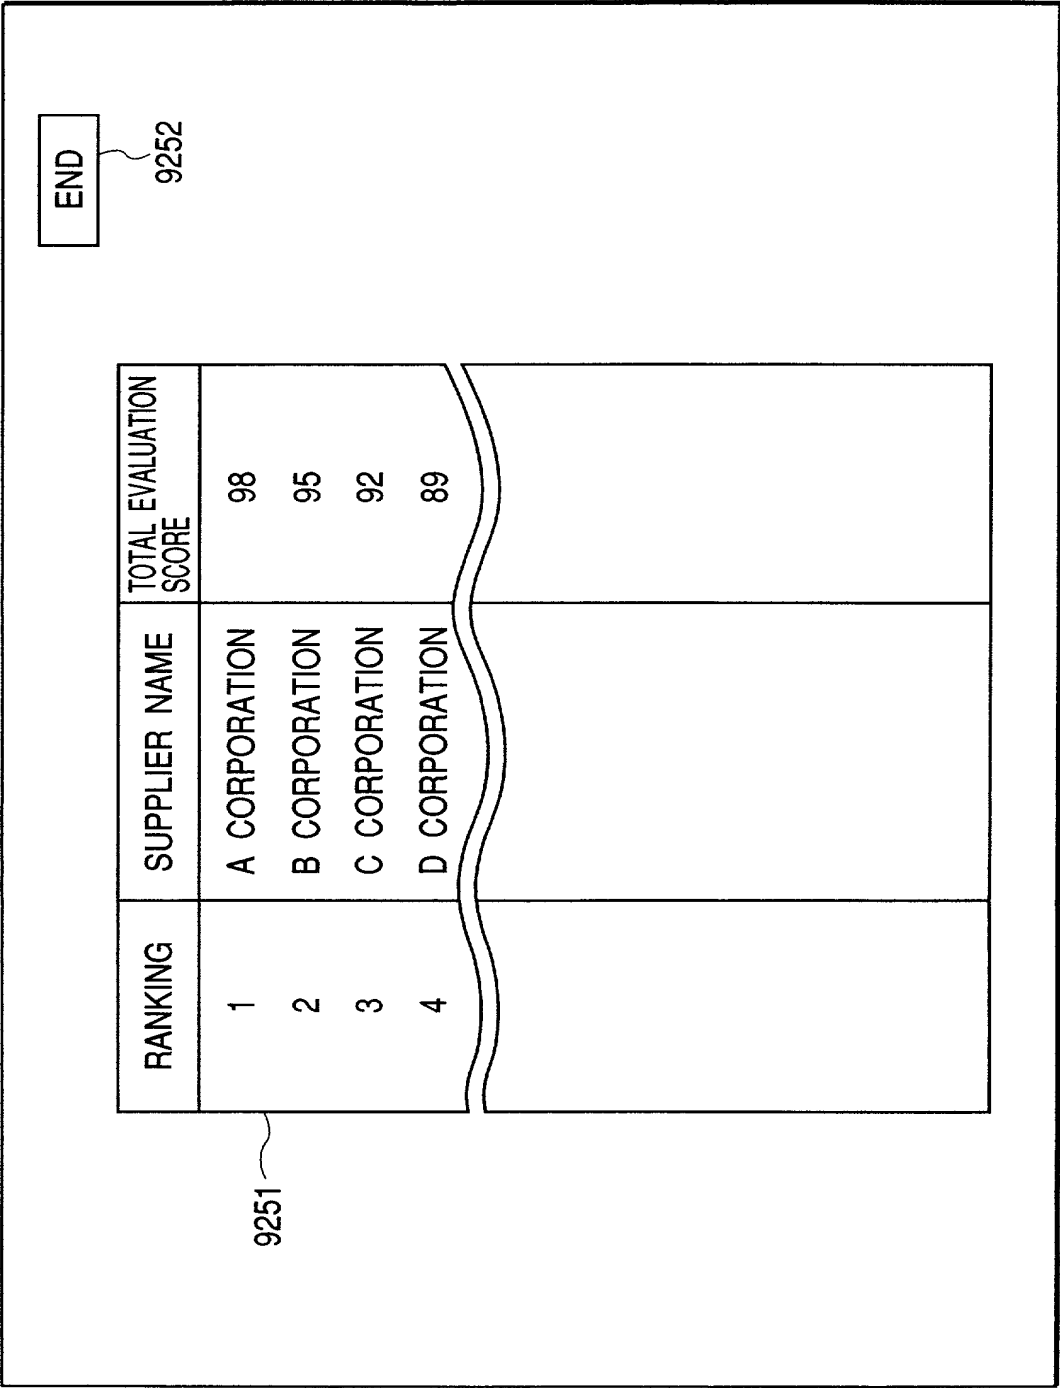 END
9252
RANKING SUPPLIER NAME TOTAL EVALUATION
SCORE
1 A CORPORATION 98
2 B CORPORATION 95
3 C CORPORATION 92
4 D CORPORATION 89
9251